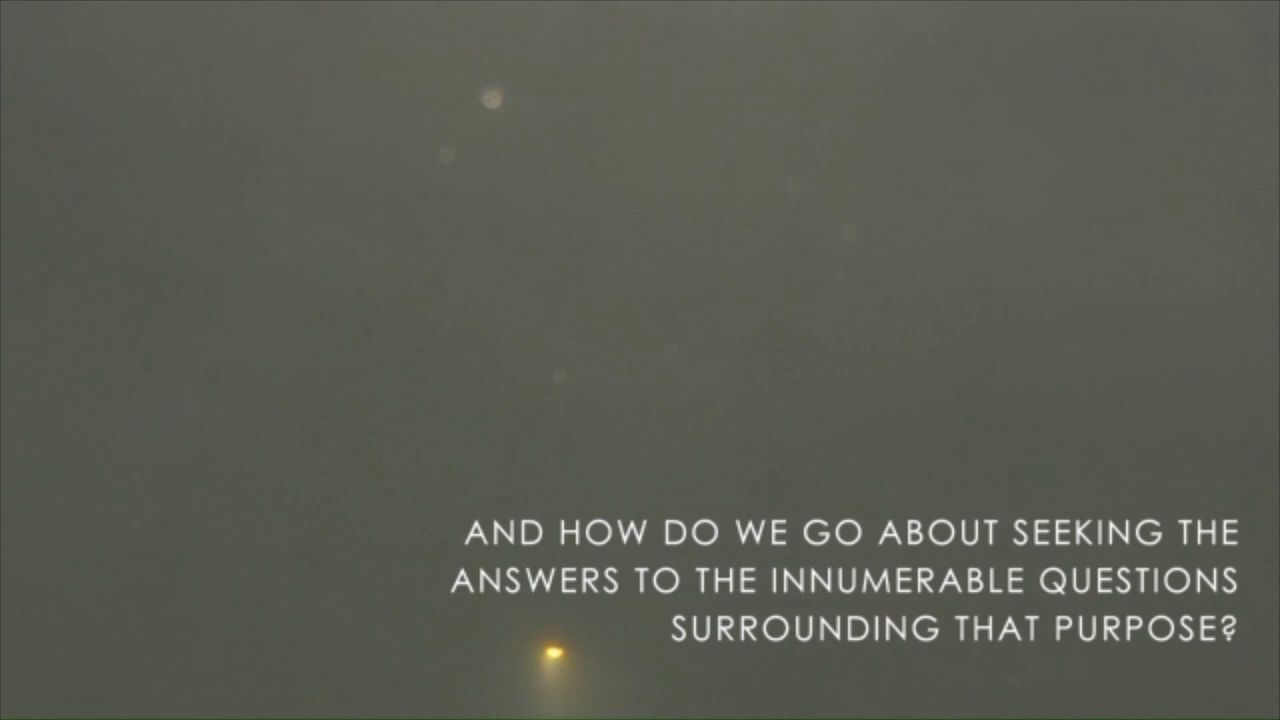 AND HOW DO WE GO ABOUT SEEKING THE
ANSWERS TO THE INNUMERABLE QUESTIONS
SURROUNDING THAT PURPOSE?